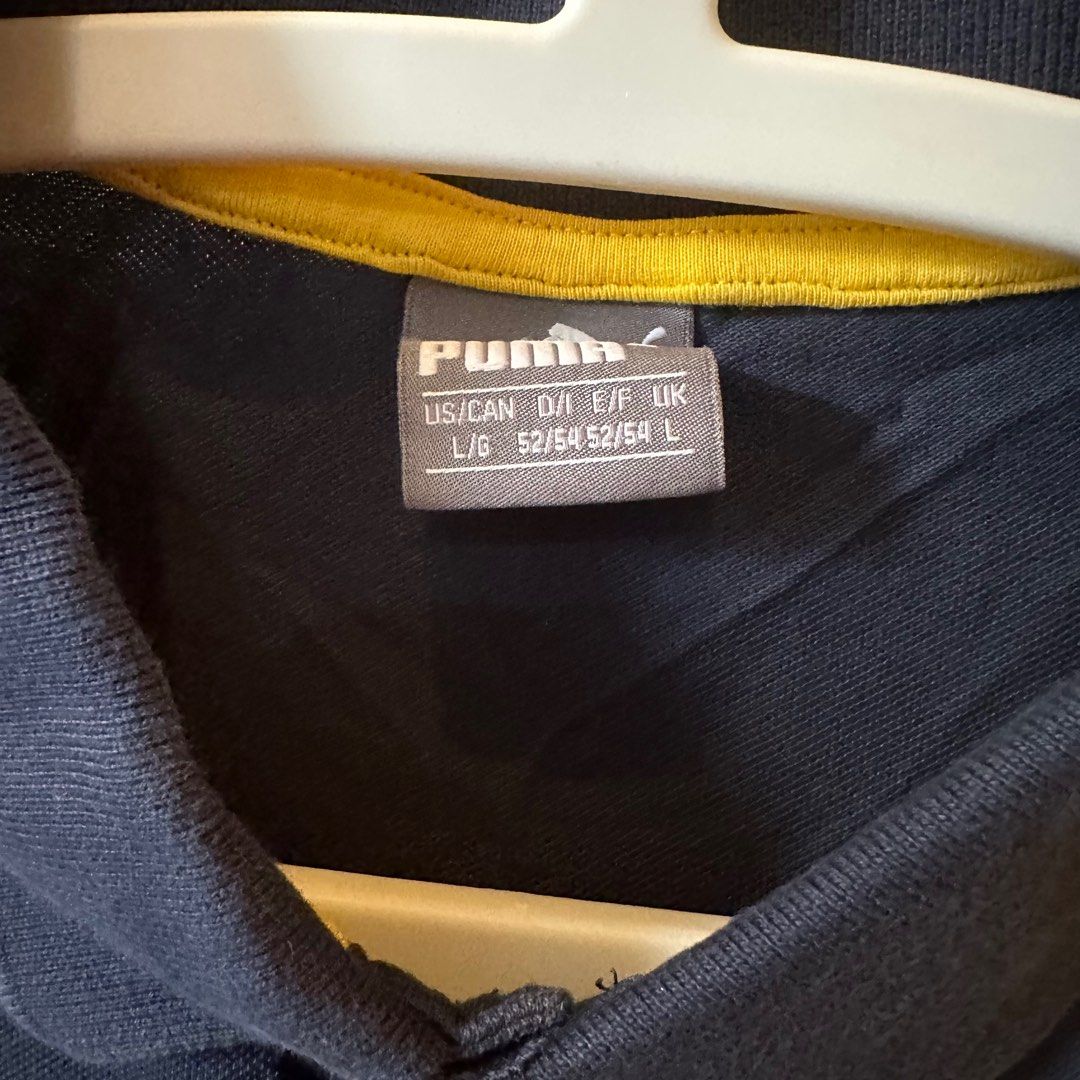 PUMA
US/CAN D/I E/F UK
L/G 52/54 52/54 L